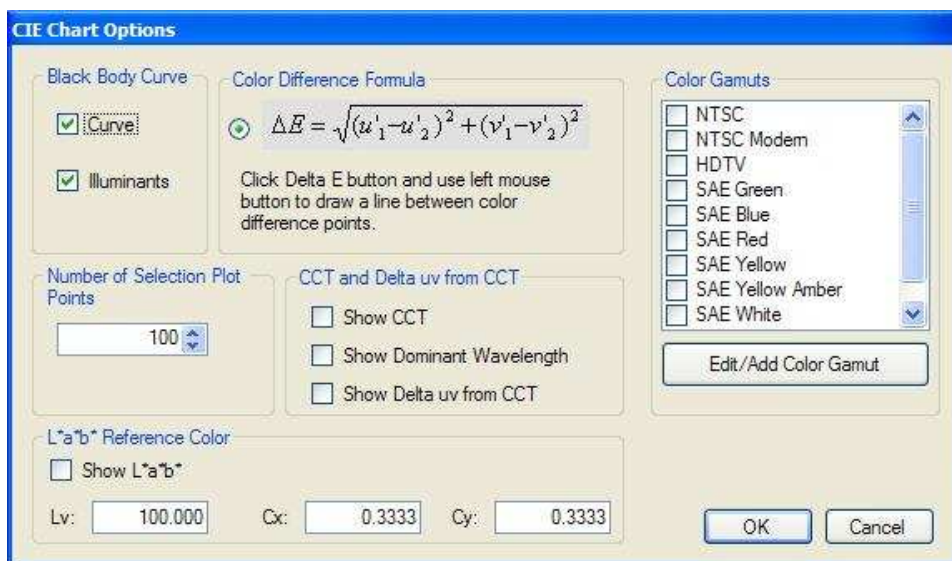 CIE Chart Options
Black Body Curve
Curve
Illuminants
Color Difference Formula
ΔE = √(u'₁-u'₂)² + (v'₁-v'₂)²
Click Delta E button and use left mouse
button to draw a line between color
difference points.
Color Gamuts
NTSC
NTSC Modern
HDTV
SAE Green
SAE Blue
SAE Red
SAE Yellow
SAE Yellow Amber
SAE White
Edit/Add Color Gamut
Number of Selection Plot
Points
100
CCT and Delta uv from CCT
Show CCT
Show Dominant Wavelength
Show Delta uv from CCT
L*a*b* Reference Color
Show L*a*b*
Lv: 100.000 Cx: 0.3333 Cy: 0.3333
OK Cancel